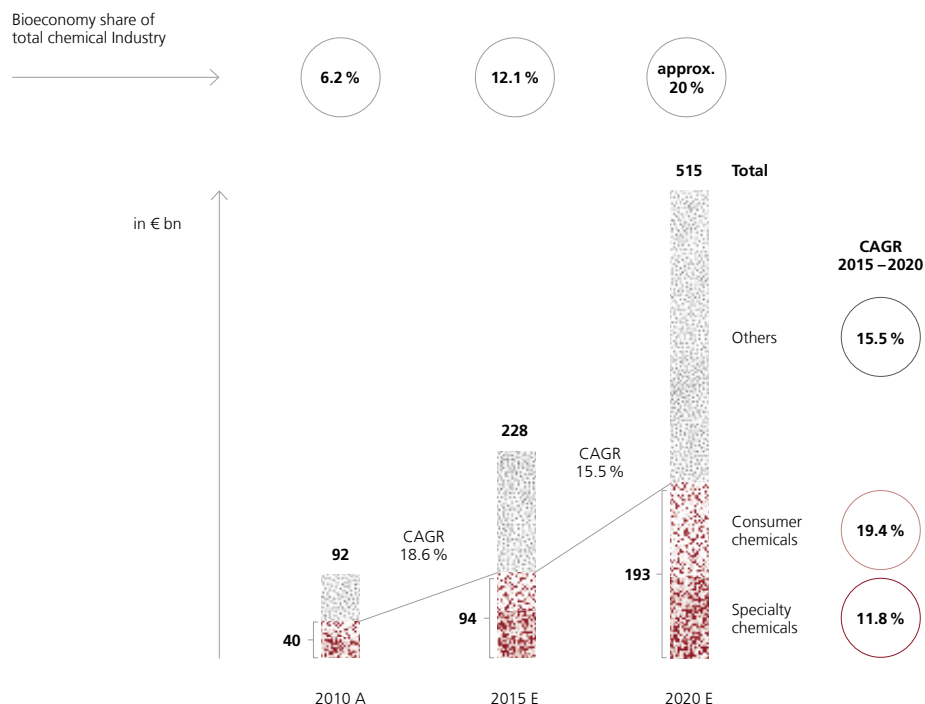 Bioeconomy share of
total chemical Industry
6.2 %
12.1 %
approx.
20 %
515
Total
in € bn
CAGR
2015 – 2020
Others
15.5 %
228
CAGR
15.5 %
Consumer
chemicals
19.4 %
CAGR
18.6 %
92
193
94
Specialty
chemicals
11.8 %
40
2010 A
2015 E
2020 E